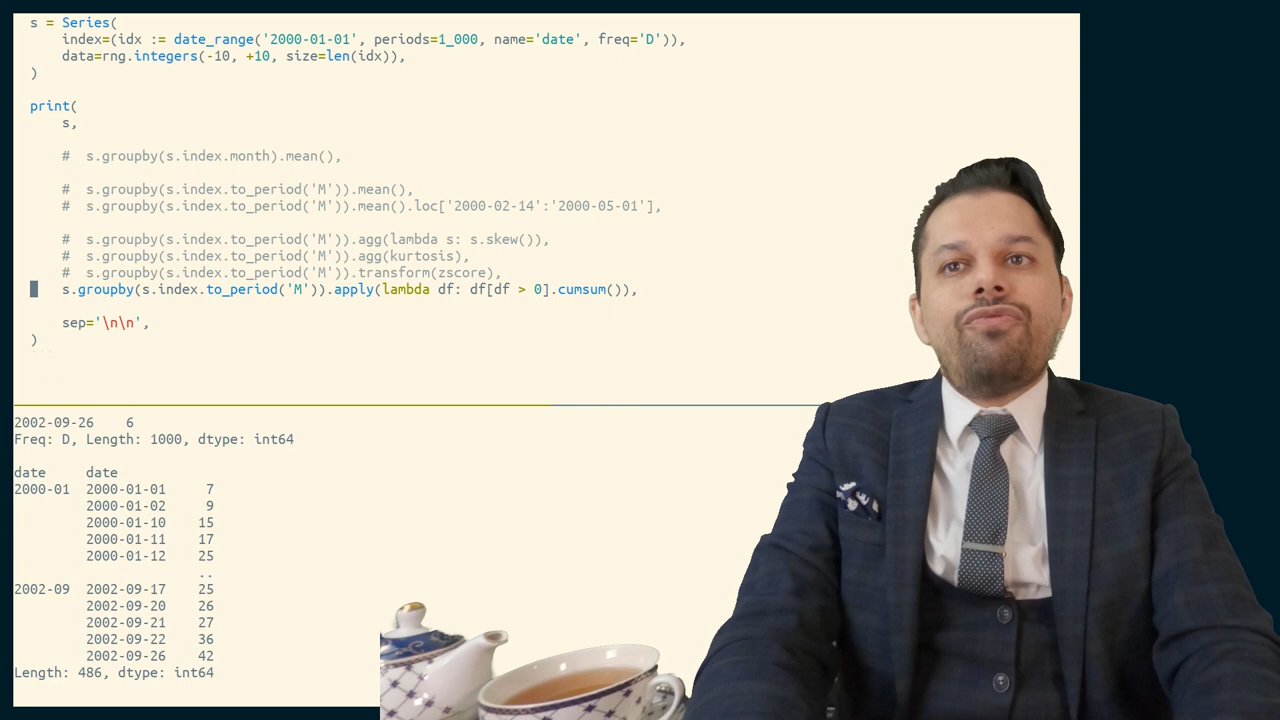 s = Series(
    index=(idx := date_range('2000-01-01', periods=1_000, name='date', freq='D')),
    data=rng.integers(-10, +10, size=len(idx)),
)
print(
    s,
    #  s.groupby(s.index.month).mean(),
    #  s.groupby(s.index.to_period('M')).mean(),
    #  s.groupby(s.index.to_period('M')).mean().loc['2000-02-14':'2000-05-01'],
    #  s.groupby(s.index.to_period('M')).agg(lambda s: s.skew()),
    #  s.groupby(s.index.to_period('M')).agg(kurtosis),
    #  s.groupby(s.index.to_period('M')).transform(zscore),
    s.groupby(s.index.to_period('M')).apply(lambda df: df[df > 0].cumsum()),
    sep='\n\n',
)
2002-09-26    6
Freq: D, Length: 1000, dtype: int64
date     date
2000-01  2000-01-01     7
         2000-01-02     9
         2000-01-10    15
         2000-01-11    17
         2000-01-12    25
                       ..
2002-09  2002-09-17    25
         2002-09-20    26
         2002-09-21    27
         2002-09-22    36
         2002-09-26    42
Length: 486, dtype: int64